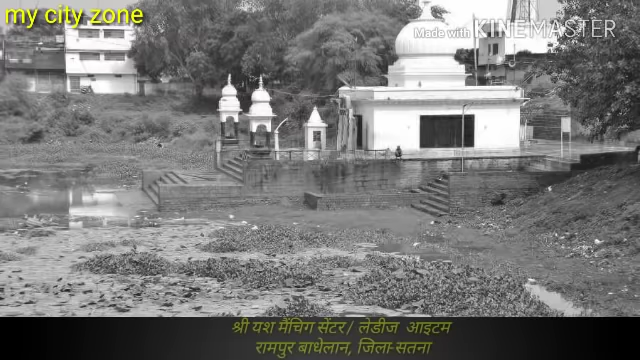 my city zone
Made with KINEMASTER
श्री यश मैंचिग सेंटर/ लेडीज आइटम
रामपुर बाघेलान, जिला-सतना